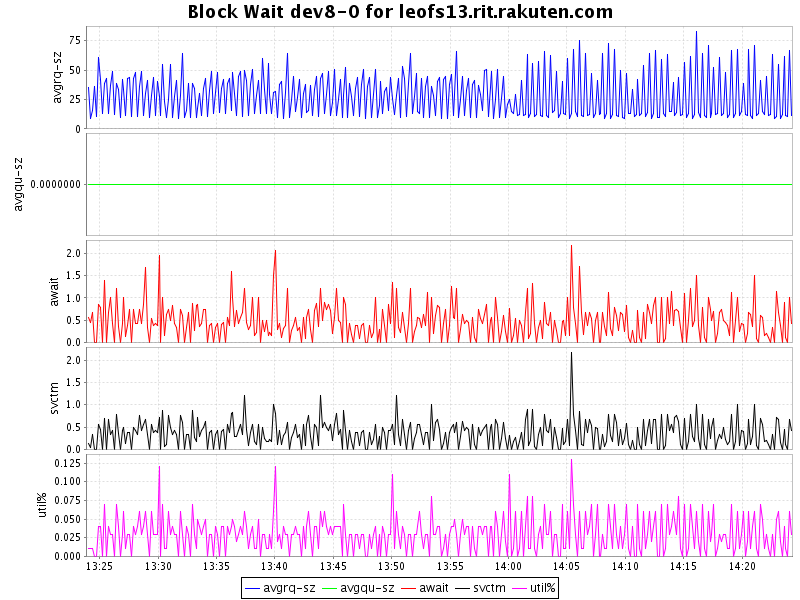 Block Wait dev8-0 for leofs13.rit.rakuten.com
avgrq-sz
75
50
25
0
avgqu-sz
0.0000000
await
2.0
1.5
1.0
0.5
0.0
svctm
2.0
1.5
1.0
0.5
0.0
util%
0.125
0.100
0.075
0.050
0.025
0.000
13:25 13:30 13:35 13:40 13:45 13:50 13:55 14:00 14:05 14:10 14:15 14:20
avgrq-sz avgqu-sz await svctm util%